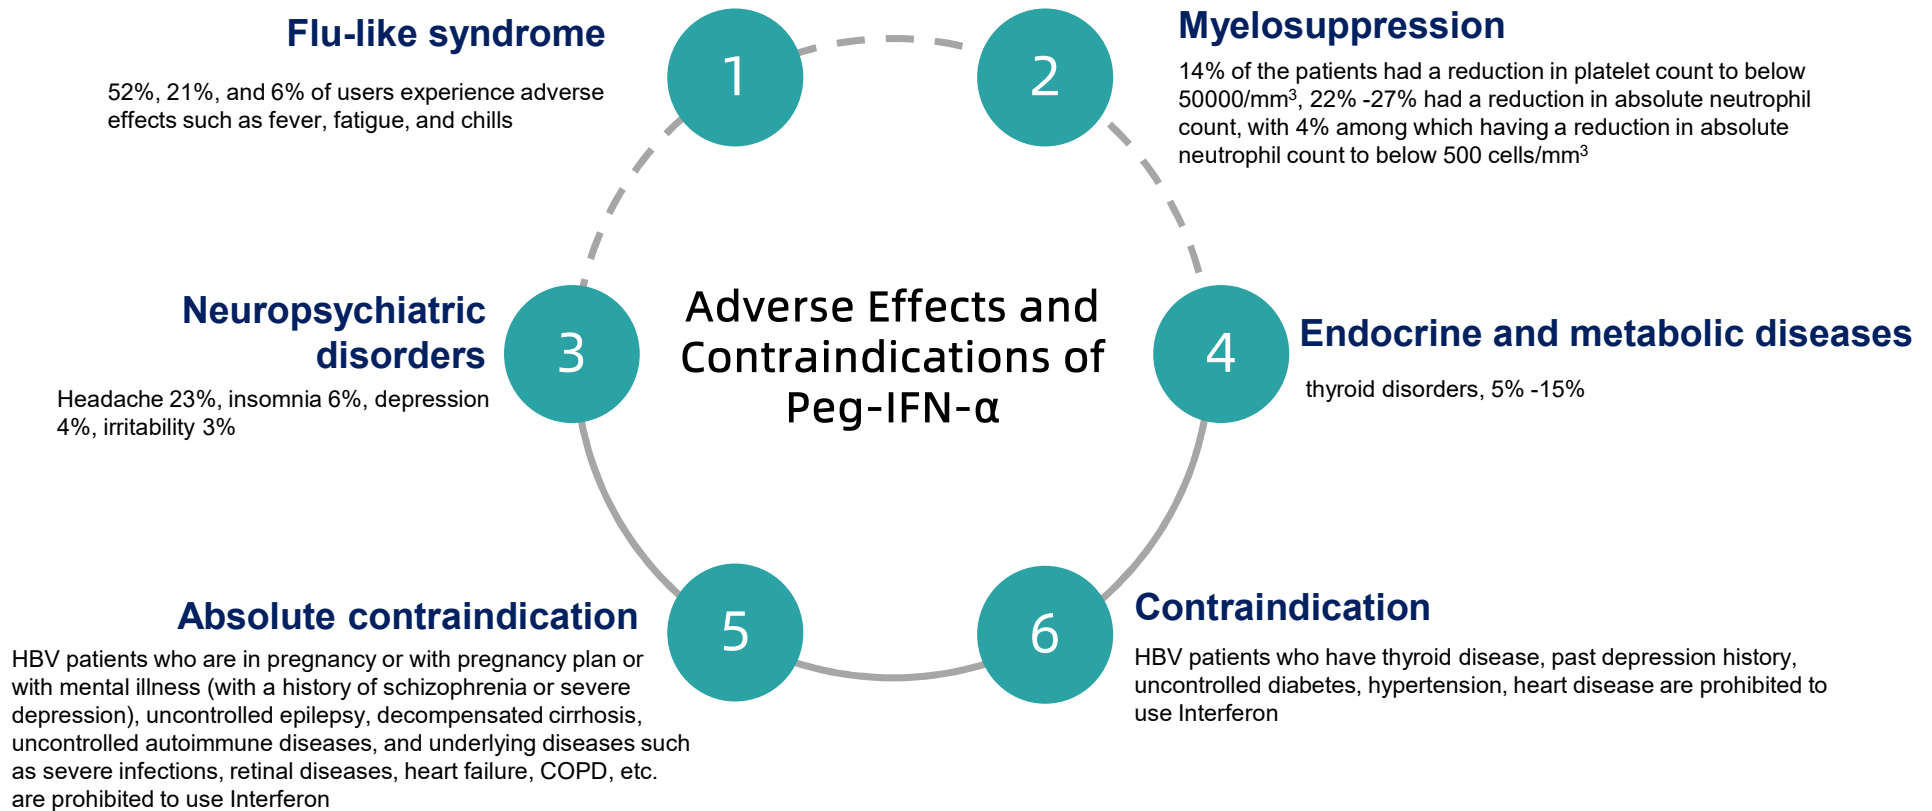 Flu-like syndrome
52%, 21%, and 6% of users experience adverse
effects such as fever, fatigue, and chills
1
2
Myelosuppression
14% of the patients had a reduction in platelet count to below
50000/mm³, 22% -27% had a reduction in absolute neutrophil
count, with 4% among which having a reduction in absolute
neutrophil count to below 500 cells/mm³
Neuropsychiatric
disorders
Headache 23%, insomnia 6%, depression
4%, irritability 3%
3
Adverse Effects and
Contraindications of
Peg-IFN-α
4
Endocrine and metabolic diseases
thyroid disorders, 5% -15%
Absolute contraindication
HBV patients who are in pregnancy or with pregnancy plan or
with mental illness (with a history of schizophrenia or severe
depression), uncontrolled epilepsy, decompensated cirrhosis,
uncontrolled autoimmune diseases, and underlying diseases such
as severe infections, retinal diseases, heart failure, COPD, etc.
are prohibited to use Interferon
5
6
Contraindication
HBV patients who have thyroid disease, past depression history,
uncontrolled diabetes, hypertension, heart disease are prohibited to
use Interferon